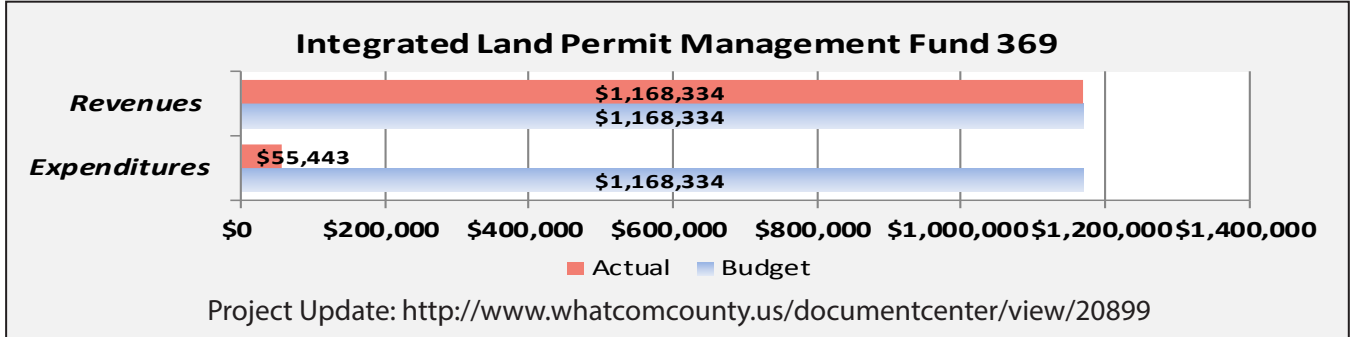 Integrated Land Permit Management Fund 369
Revenues
$1,168,334
$1,168,334
Expenditures
$55,443
$1,168,334
$0 $200,000 $400,000 $600,000 $800,000 $1,000,000 $1,200,000 $1,400,000
Actual Budget
Project Update: http://www.whatcomcounty.us/documentcenter/view/20899